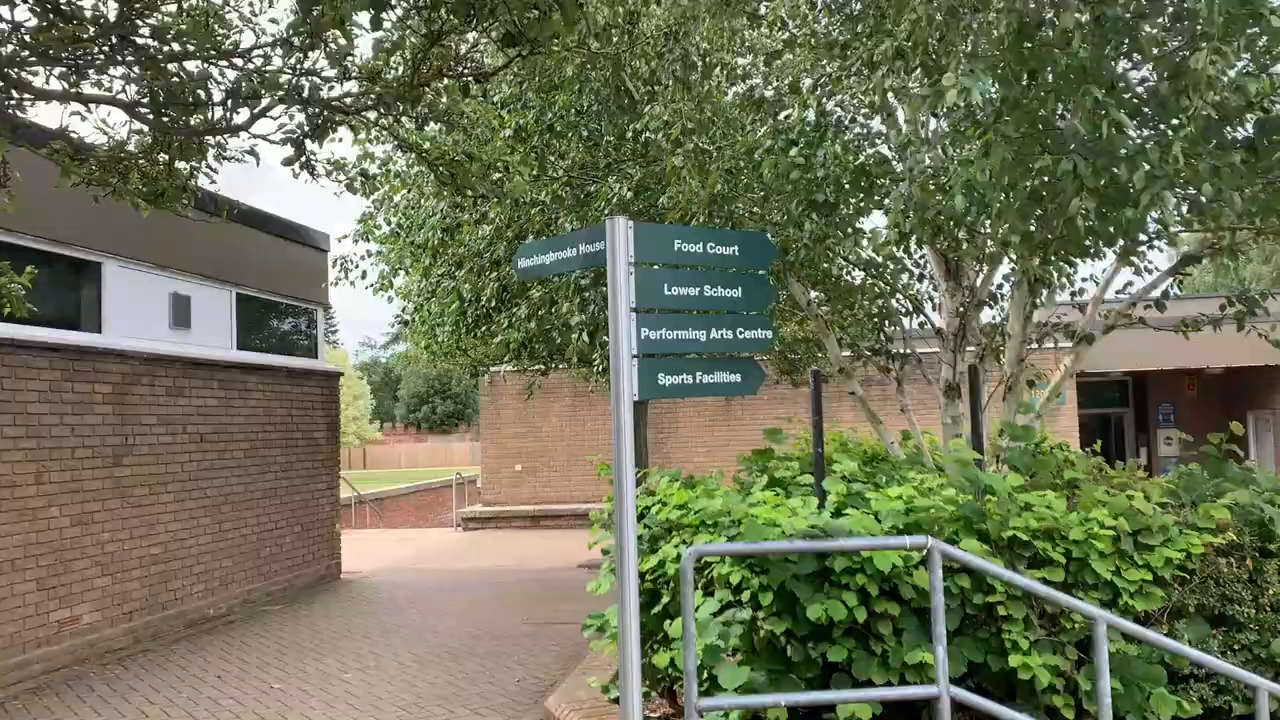 Hinchingbrooke House
Food Court
Lower School
Performing Arts Centre
Sports Facilities